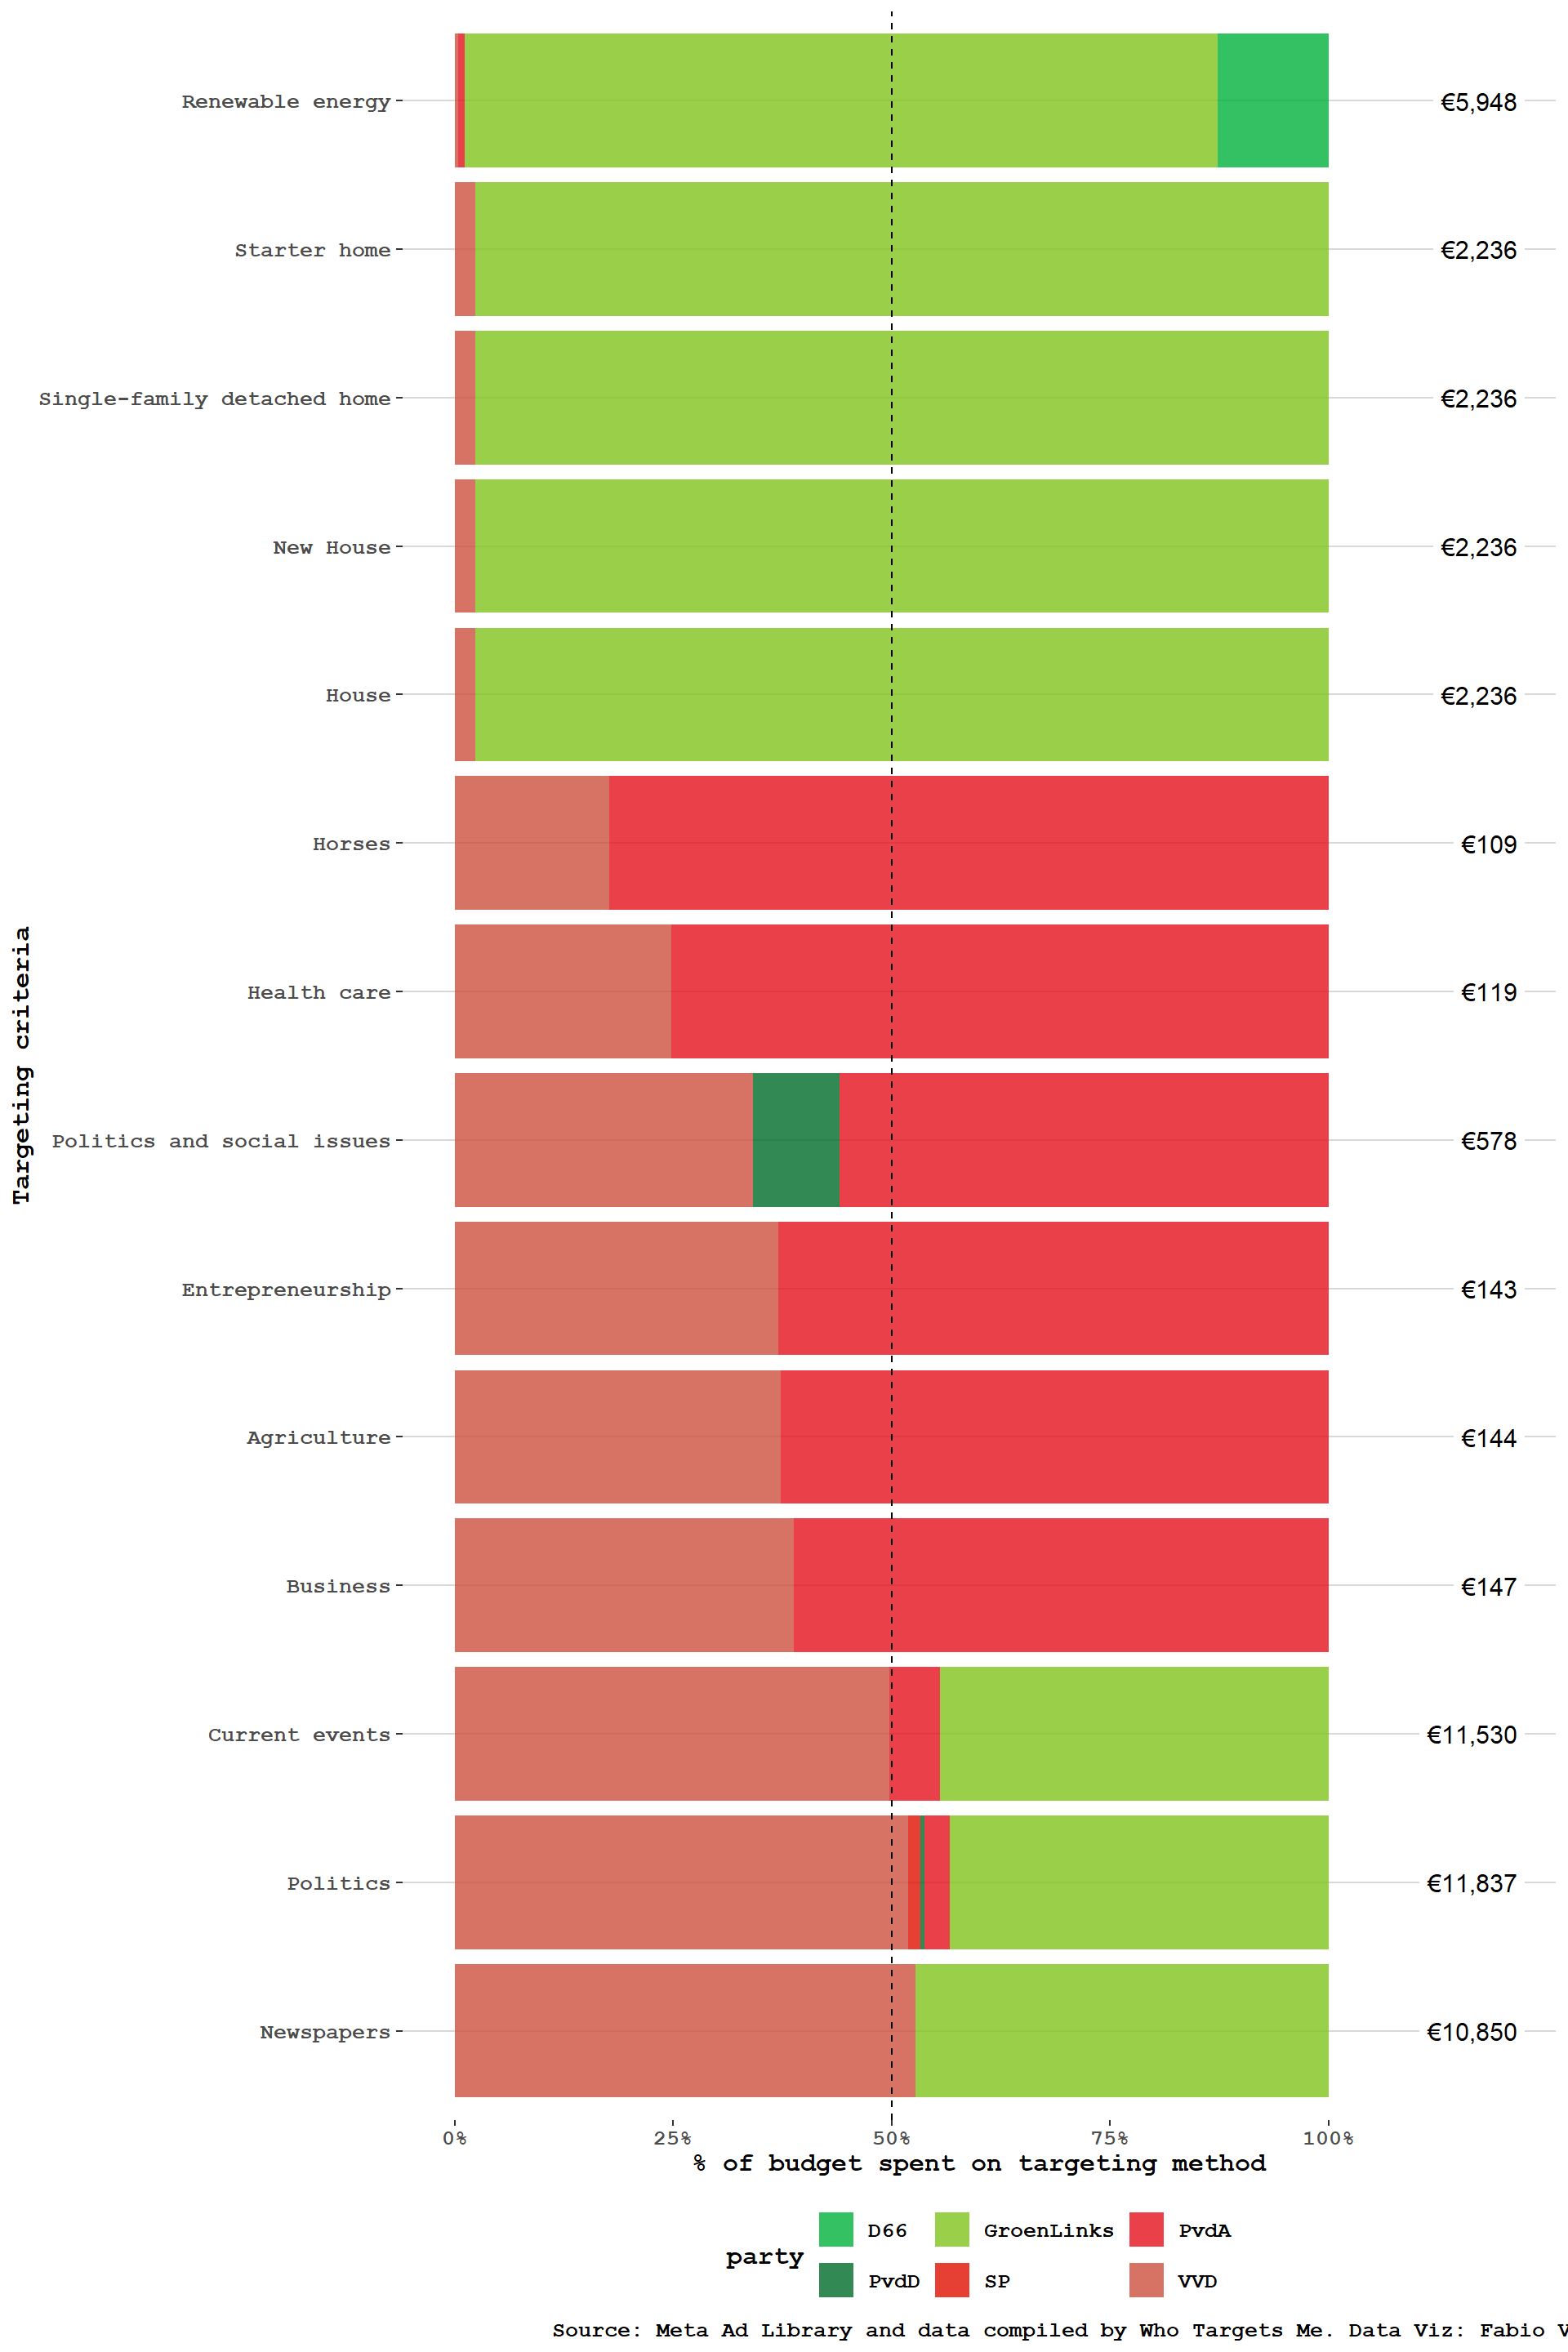 Renewable energy €5,948
Starter home €2,236
Single-family detached home €2,236
New House €2,236
House €2,236
Horses €109
Health care €119
Politics and social issues €578
Entrepreneurship €143
Agriculture €144
Business €147
Current events €11,530
Politics €11,837
Newspapers €10,850
Targeting criteria
0% 25% 50% 75% 100%
% of budget spent on targeting method
party
D66 GroenLinks PvdA
PvdD SP VVD
Source: Meta Ad Library and data compiled by Who Targets Me. Data Viz: Fabio